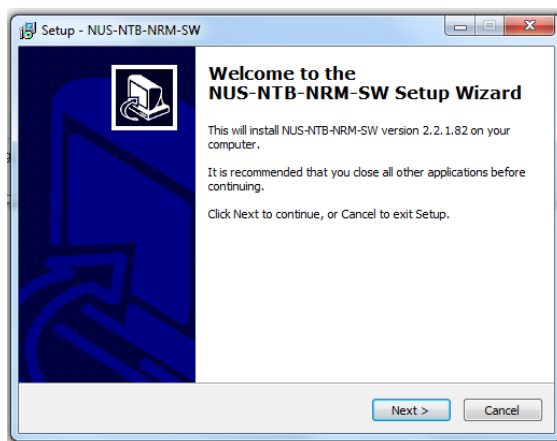 Setup - NUS-NTB-NRM-SW
Welcome to the
NUS-NTB-NRM-SW Setup Wizard
This will install NUS-NTB-NRM-SW version 2.2.1.82 on your
computer.
It is recommended that you close all other applications before
continuing.
Click Next to continue, or Cancel to exit Setup.
Next >
Cancel